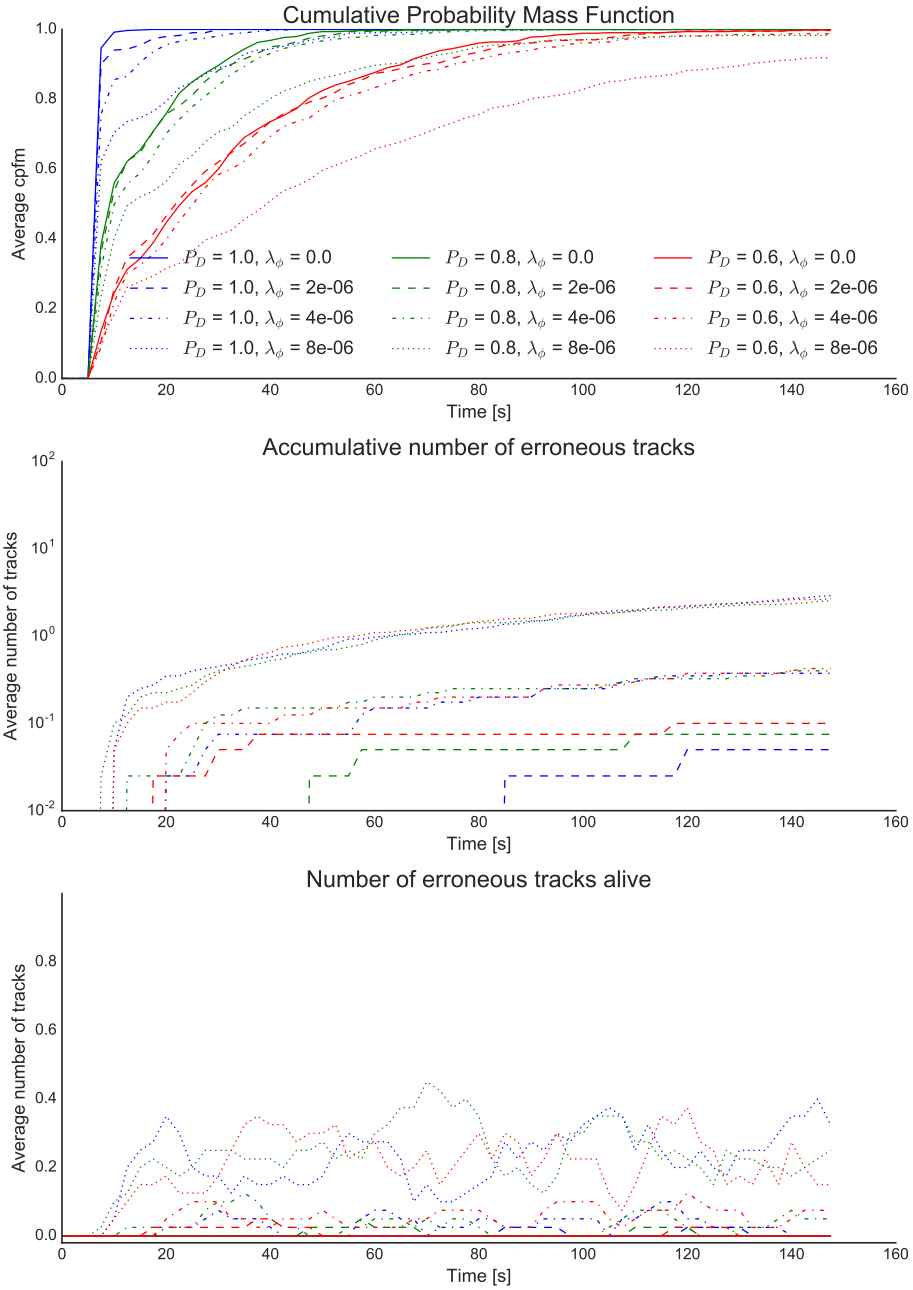 Cumulative Probability Mass Function
1.0
0.8
0.6
0.4
0.2
0.0
Average cpfm
P_D = 1.0, λ_ϕ = 0.0
P_D = 1.0, λ_ϕ = 2e-06
P_D = 1.0, λ_ϕ = 4e-06
P_D = 1.0, λ_ϕ = 8e-06
P_D = 0.8, λ_ϕ = 0.0
P_D = 0.8, λ_ϕ = 2e-06
P_D = 0.8, λ_ϕ = 4e-06
P_D = 0.8, λ_ϕ = 8e-06
P_D = 0.6, λ_ϕ = 0.0
P_D = 0.6, λ_ϕ = 2e-06
P_D = 0.6, λ_ϕ = 4e-06
P_D = 0.6, λ_ϕ = 8e-06
0 20 40 60 80 100 120 140 160
Time [s]
Accumulative number of erroneous tracks
10^2
10^1
10^0
10^-1
10^-2
Average number of tracks
0 20 40 60 80 100 120 140 160
Time [s]
Number of erroneous tracks alive
0.8
0.6
0.4
0.2
0.0
Average number of tracks
0 20 40 60 80 100 120 140 160
Time [s]